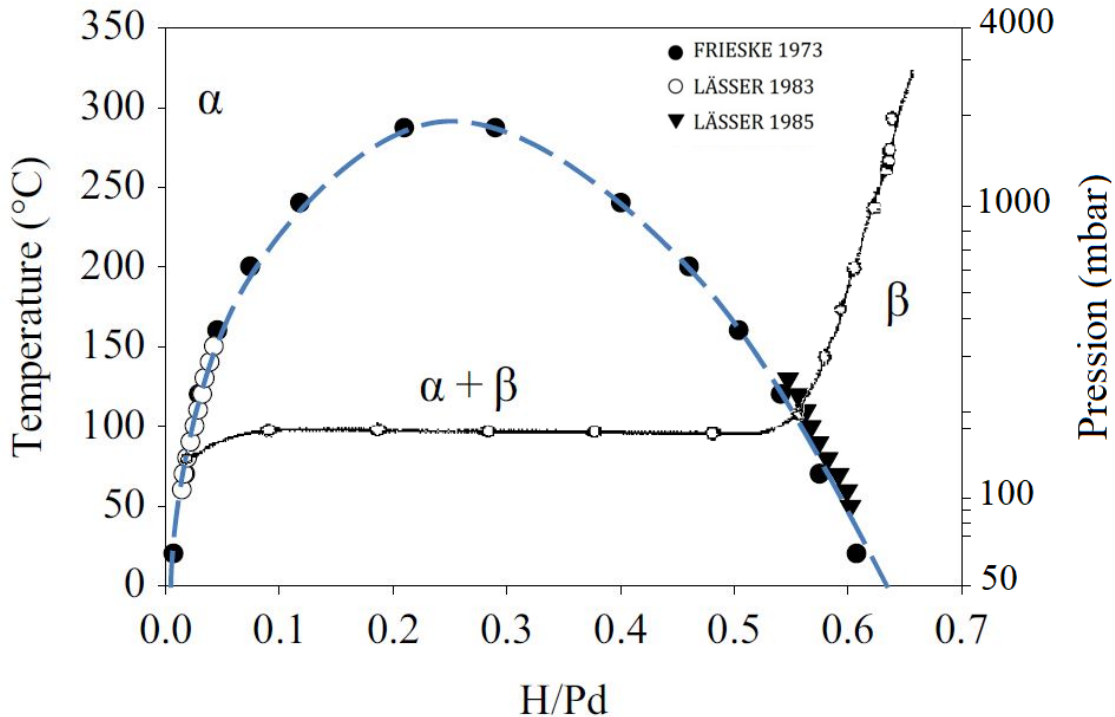 350
300
250
200
150
100
50
0
Temperature (°C)
α
α + β
β
FRIESKE 1973
LÄSSER 1983
LÄSSER 1985
4000
1000
100
50
Pression (mbar)
0.0 0.1 0.2 0.3 0.4 0.5 0.6 0.7
H/Pd